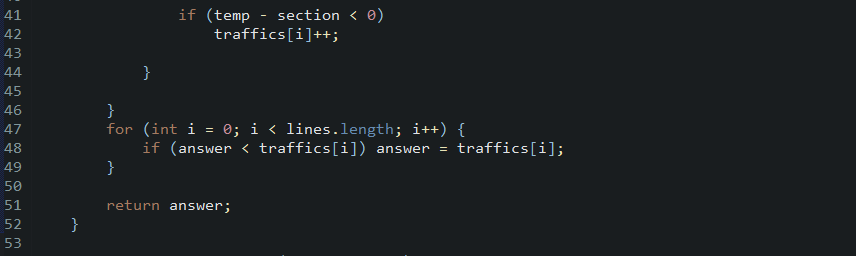 41 if (temp - section < 0)
42 traffics[i]++;
43
44 }
45
46 }
47 for (int i = 0; i < lines.length; i++) {
48 if (answer < traffics[i]) answer = traffics[i];
49 }
50
51 return answer;
52 }
53